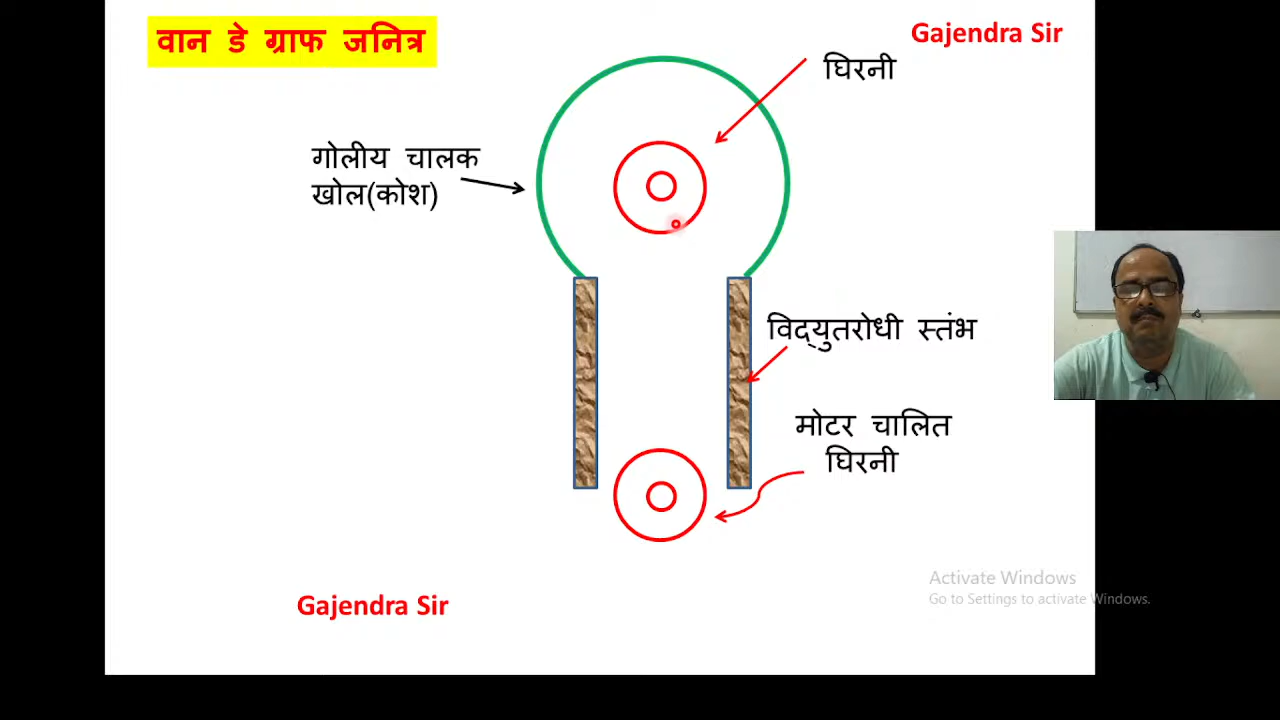 वान डे ग्राफ जनित्र
Gajendra Sir
घिरनी
गोलीय चालक
खोल(कोश)
विद्युतरोधी स्तंभ
मोटर चालित
घिरनी
Activate Windows
Go to Settings to activate Windows.
Gajendra Sir